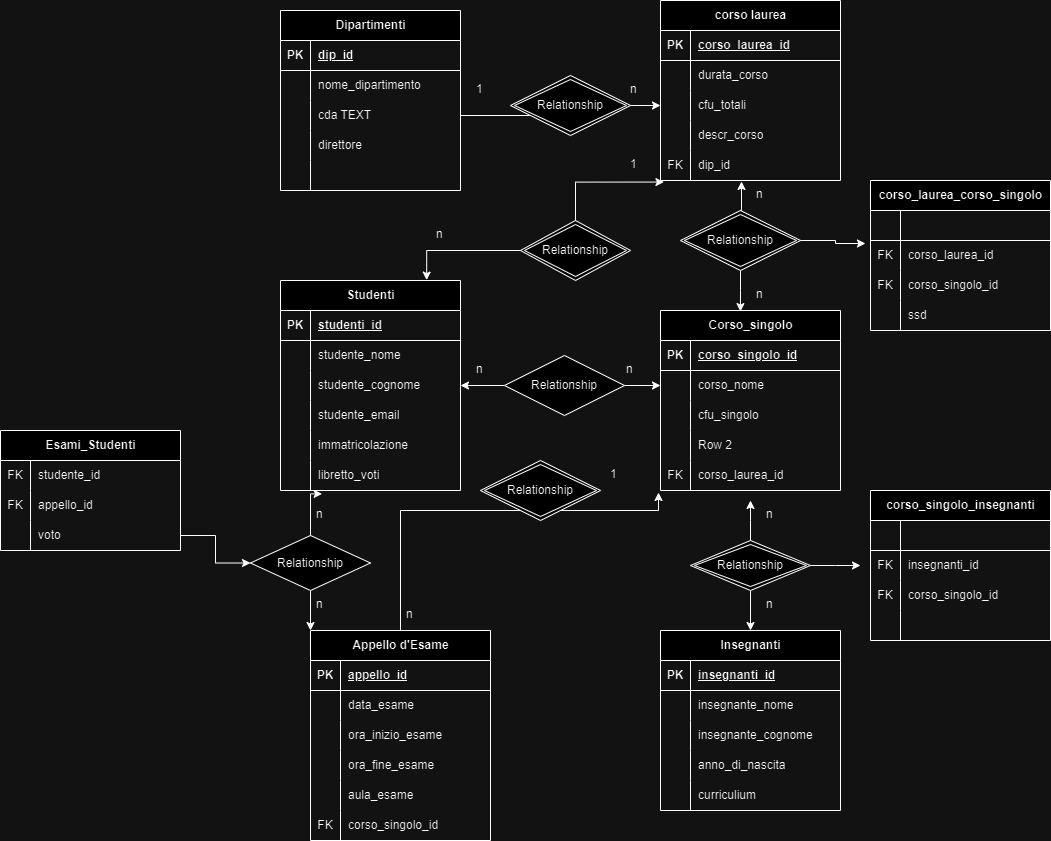 Dipartimenti
PK dip_id
nome_dipartimento
cda TEXT
direttore
1
Relationship
n
corso laurea
PK corso_laurea_id
durata_corso
cfu_totali
descr_corso
FK dip_id
1
n
Relationship
n
Relationship
n
corso_laurea_corso_singolo
FK corso_laurea_id
FK corso_singolo_id
ssd
Studenti
PK studenti_id
studente_nome
studente_cognome
studente_email
immatricolazione
libretto_voti
n
Relationship
n
Corso_singolo
PK corso_singolo_id
corso_nome
cfu_singolo
Row 2
FK corso_laurea_id
Esami_Studenti
FK studente_id
FK appello_id
voto
Relationship
1
n
Relationship
n
n
n
Relationship
n
corso_singolo_insegnanti
FK insegnanti_id
FK corso_singolo_id
Appello d'Esame
PK appello_id
data_esame
ora_inizio_esame
ora_fine_esame
aula_esame
FK corso_singolo_id
Insegnanti
PK insegnanti_id
insegnante_nome
insegnante_cognome
anno_di_nascita
curriculium